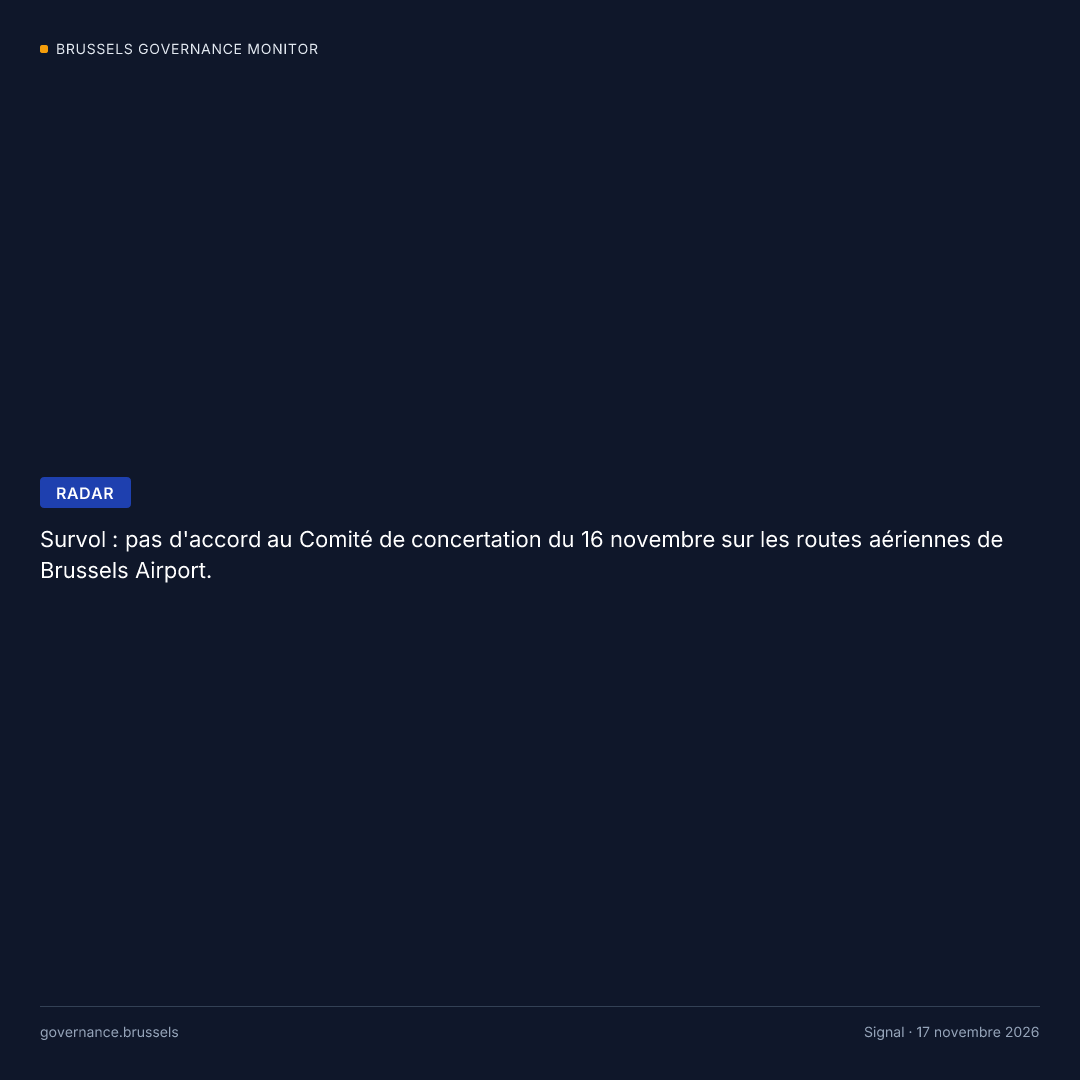 BRUSSELS GOVERNANCE MONITOR
RADAR
Survol : pas d'accord au Comité de concertation du 16 novembre sur les routes aériennes de
Brussels Airport.
governance.brussels
Signal · 17 novembre 2026